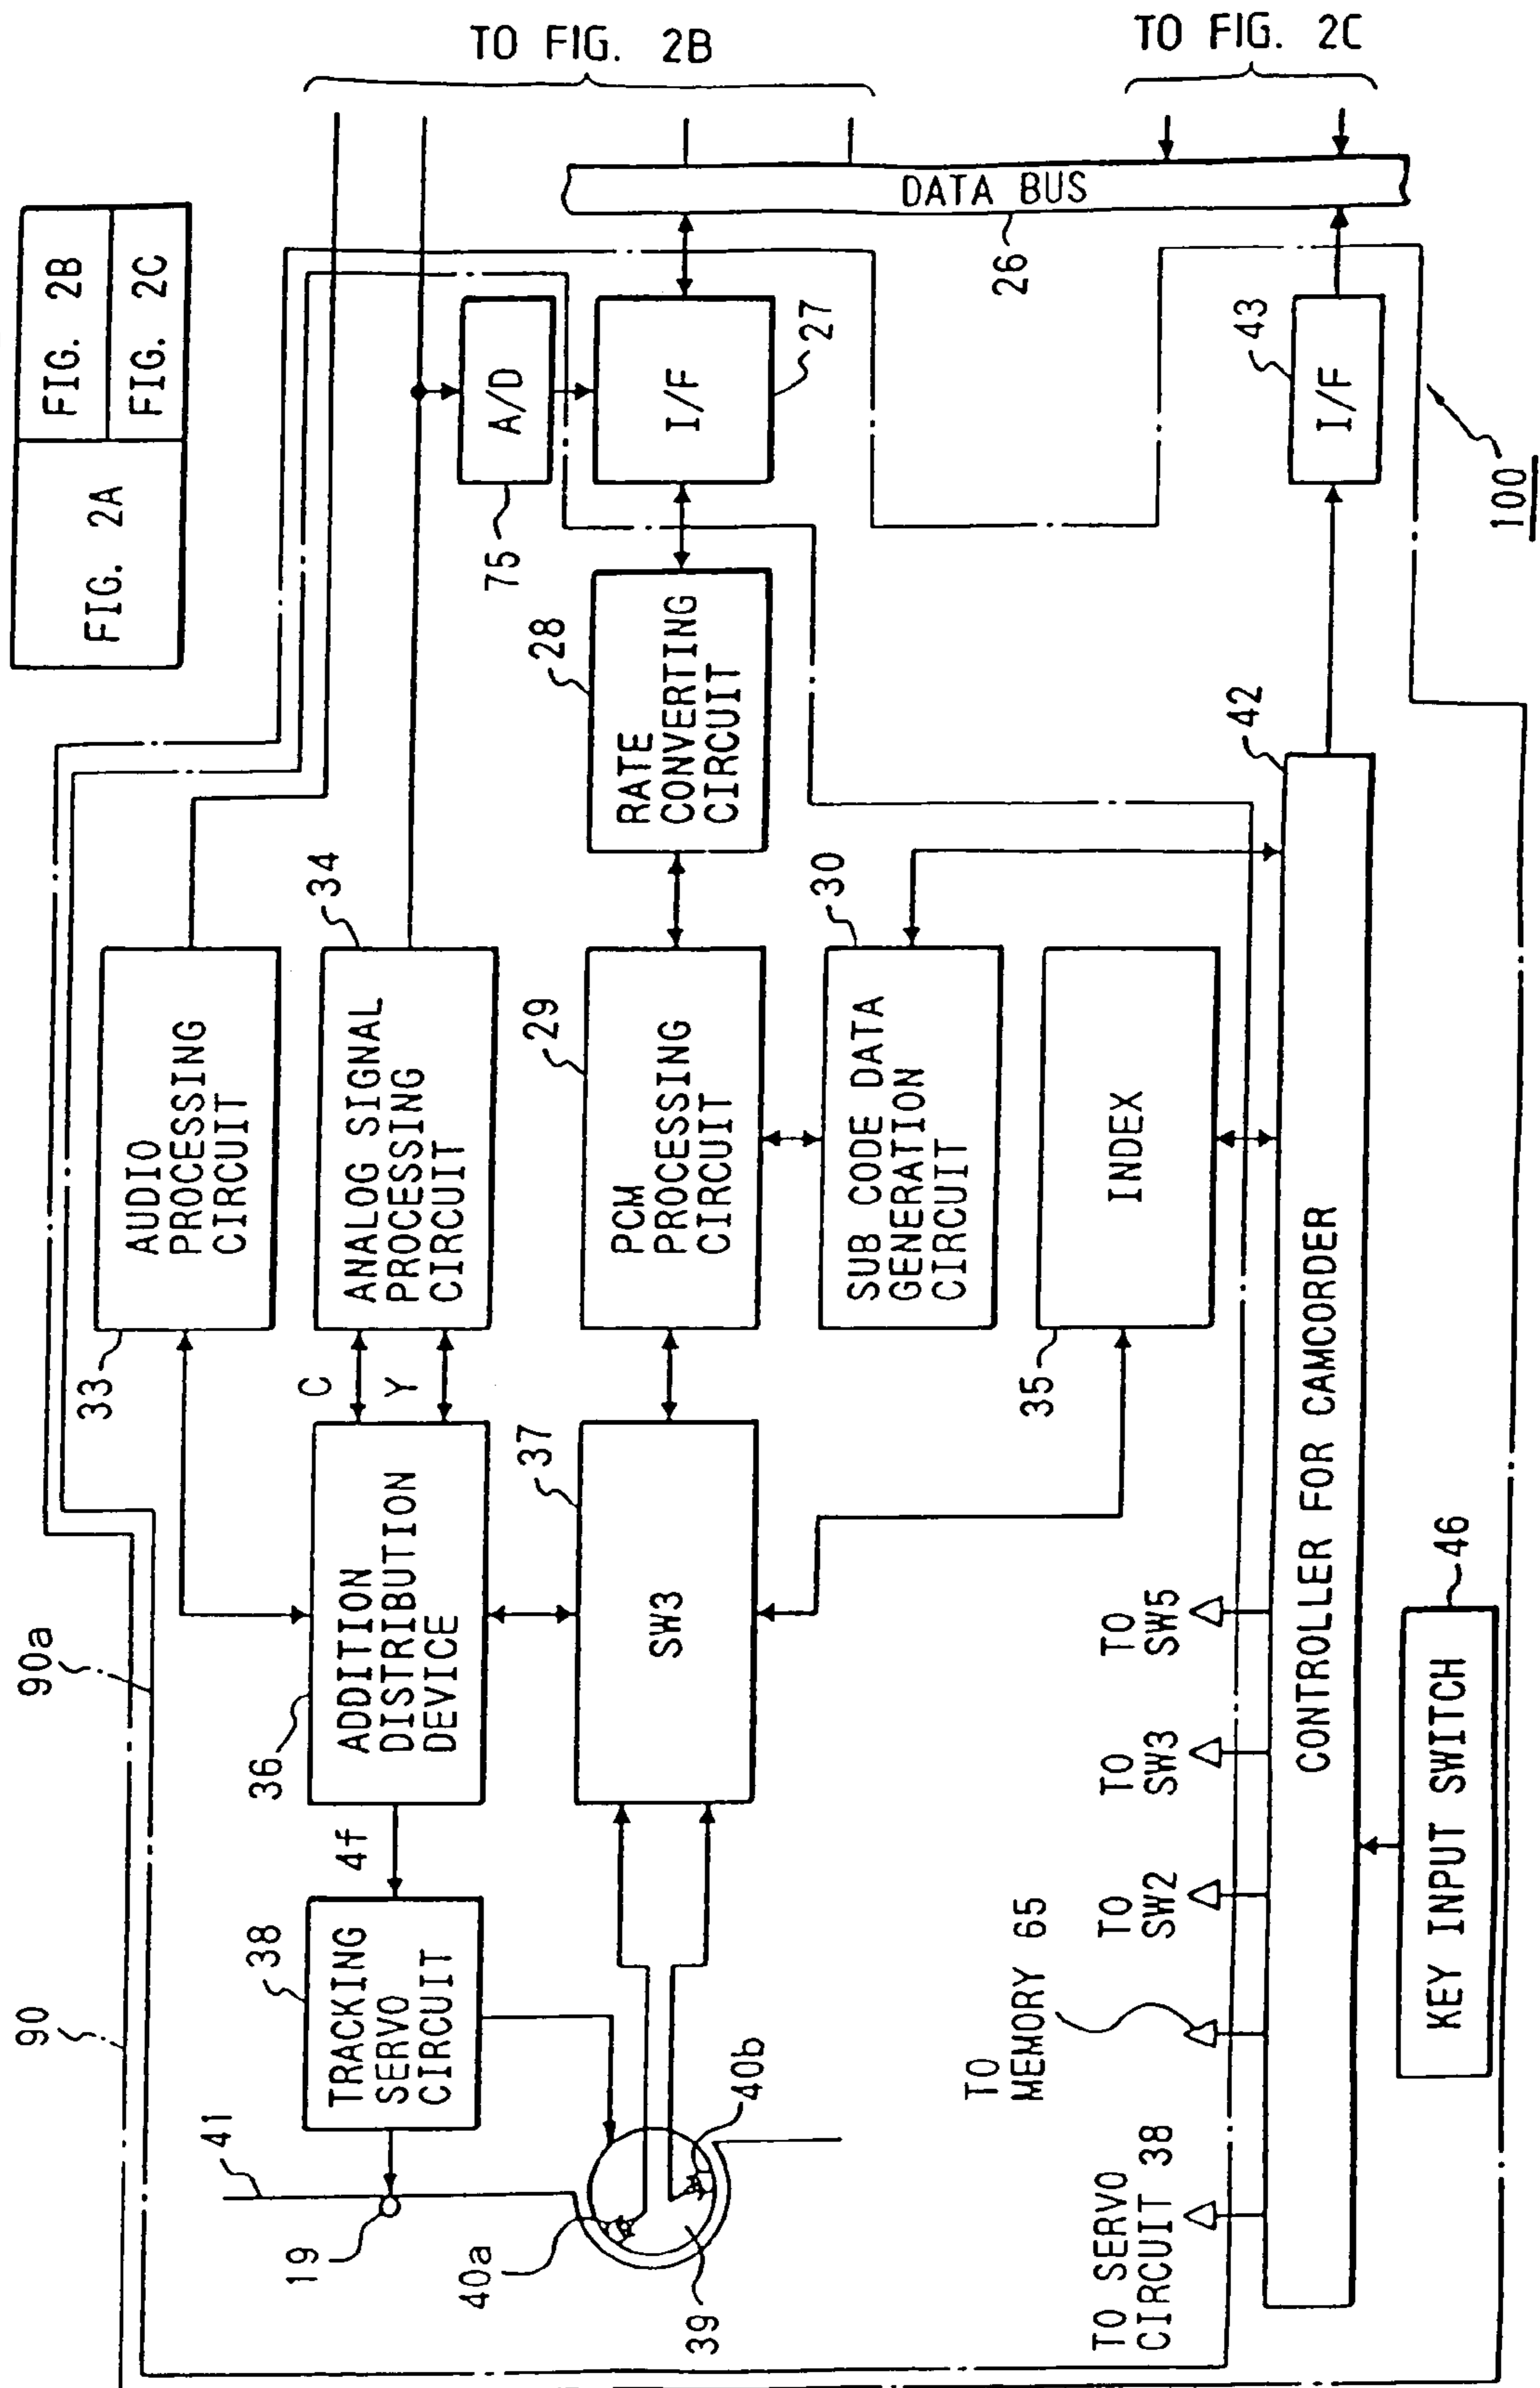 FIG. 2A
FIG. 2B
FIG. 2C
TO FIG. 2B
TO FIG. 2C
90
90a
33
AUDIO
PROCESSING
CIRCUIT
34
ANALOG SIGNAL
PROCESSING
CIRCUIT
C
Y
36
ADDITION
DISTRIBUTION
DEVICE
4f
38
TRACKING
SERVO
CIRCUIT
41
19
40a
40b
39
37
SW3
29
PCM
PROCESSING
CIRCUIT
28
RATE
CONVERTING
CIRCUIT
75
A/D
I/F
27
DATA BUS
26
30
SUB CODE DATA
GENERATION
CIRCUIT
35
INDEX
TO SERVO
CIRCUIT 38
TO
MEMORY 65
TO
SW2
TO
SW3
TO
SW5
42
CONTROLLER FOR CAMCORDER
43
I/F
KEY INPUT SWITCH
46
100